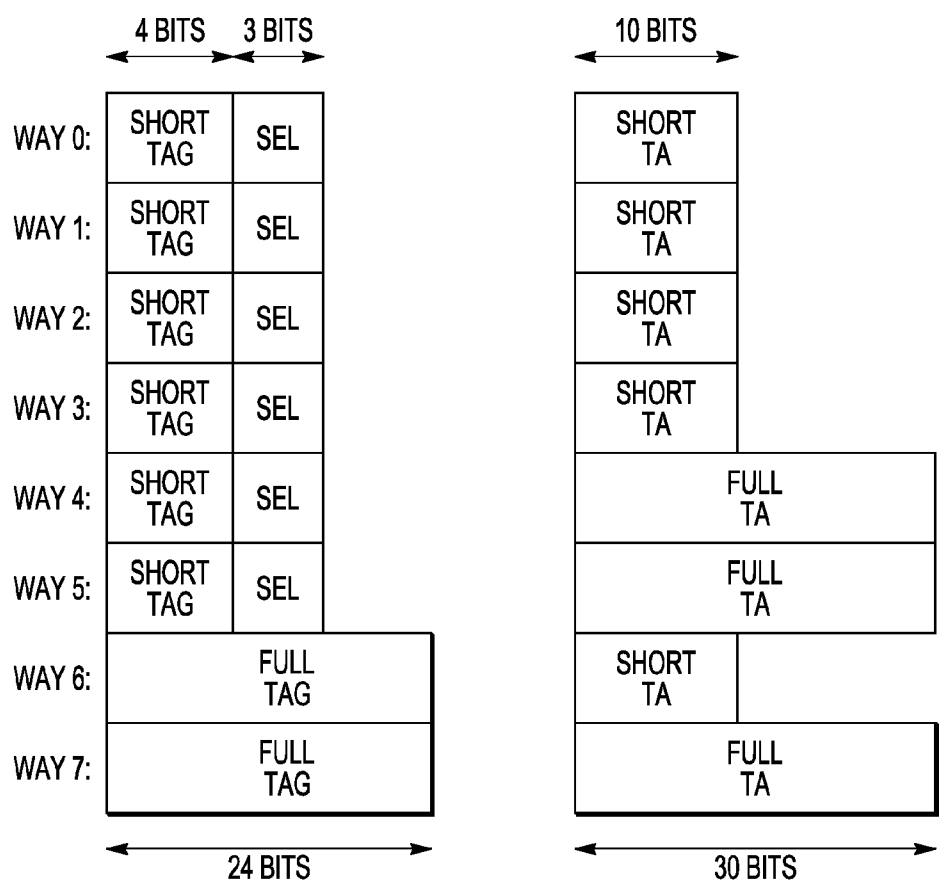 4 BITS 3 BITS 10 BITS
WAY 0: SHORT TAG SEL SHORT TA
WAY 1: SHORT TAG SEL SHORT TA
WAY 2: SHORT TAG SEL SHORT TA
WAY 3: SHORT TAG SEL SHORT TA
WAY 4: SHORT TAG SEL FULL TA
WAY 5: SHORT TAG SEL FULL TA
WAY 6: FULL TAG SHORT TA
WAY 7: FULL TAG FULL TA
24 BITS 30 BITS